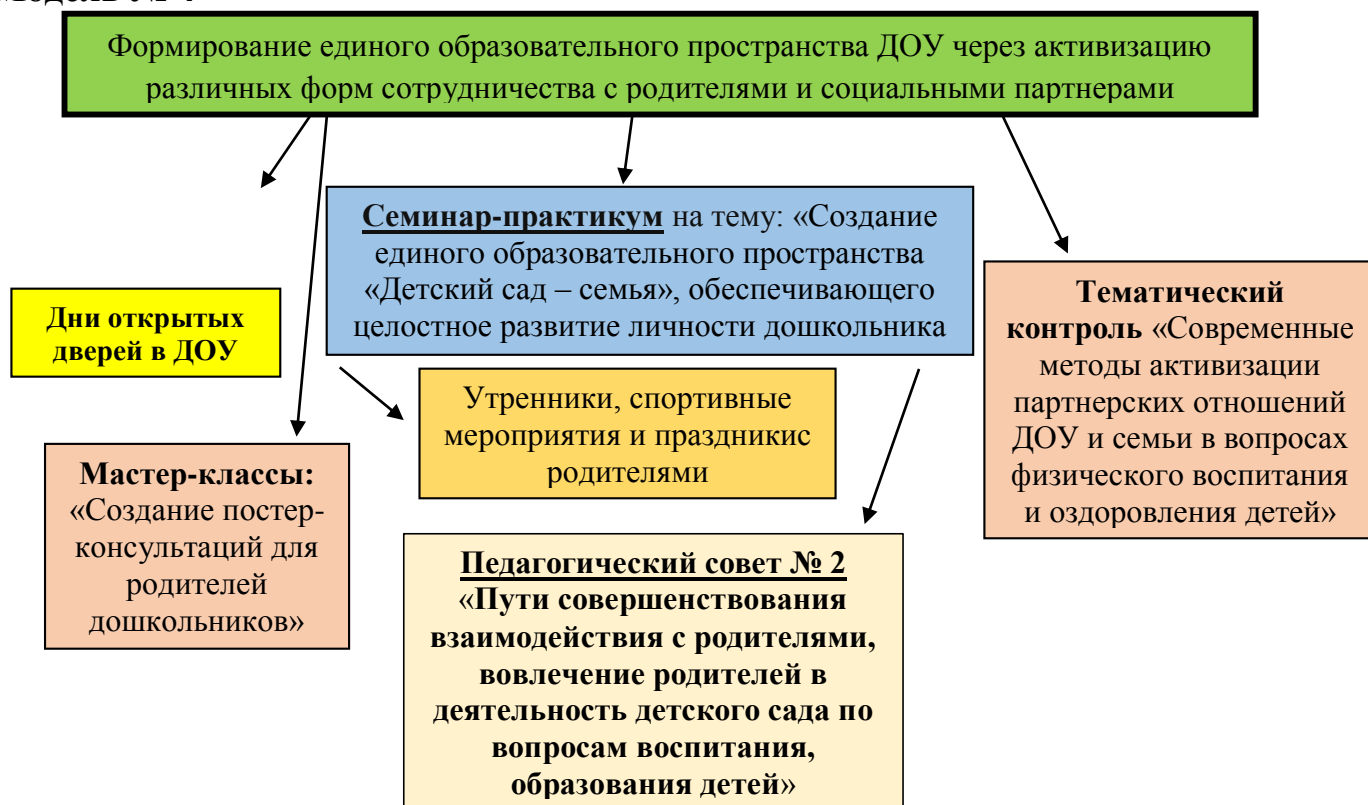 Формирование единого образовательного пространства ДОУ через активизацию
различных форм сотрудничества с родителями и социальными партнерами
Семинар-практикум на тему: «Создание
единого образовательного пространства
«Детский сад – семья», обеспечивающего
целостное развитие личности дошкольника
Дни открытых
дверей в ДОУ
Тематический
контроль «Современные
методы активизации
партнерских отношений
ДОУ и семьи в вопросах
физического воспитания
и оздоровления детей»
Утренники, спортивные
мероприятия и праздникис
родителями
Мастер-классы:
«Создание постер-
консультаций для
родителей
дошкольников»
Педагогический совет № 2
«Пути совершенствования
взаимодействия с родителями,
вовлечение родителей в
деятельность детского сада по
вопросам воспитания,
образования детей»